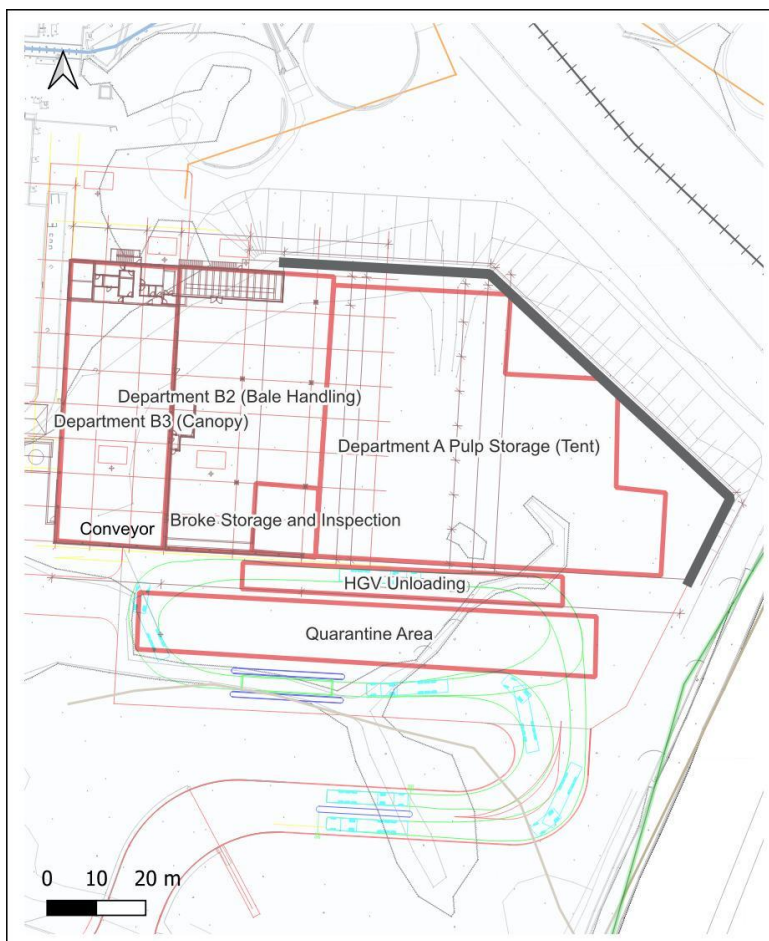 Department B2 (Bale Handling)
Department B3 (Canopy)
Department A Pulp Storage (Tent)
Broke Storage and Inspection
Conveyor
HGV Unloading
Quarantine Area
0 10 20 m